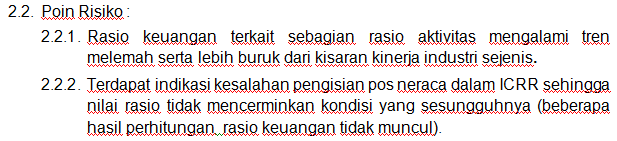 2.2. Poin Risiko :
2.2.1. Rasio keuangan terkait sebagian rasio aktivitas mengalami tren
melemah serta lebih buruk dari kisaran kinerja industri sejenis.
2.2.2. Terdapat indikasi kesalahan pengisian pos neraca dalam ICRR sehingga
nilai rasio tidak mencerminkan kondisi yang sesungguhnya (beberapa
hasil perhitungan rasio keuangan tidak muncul).